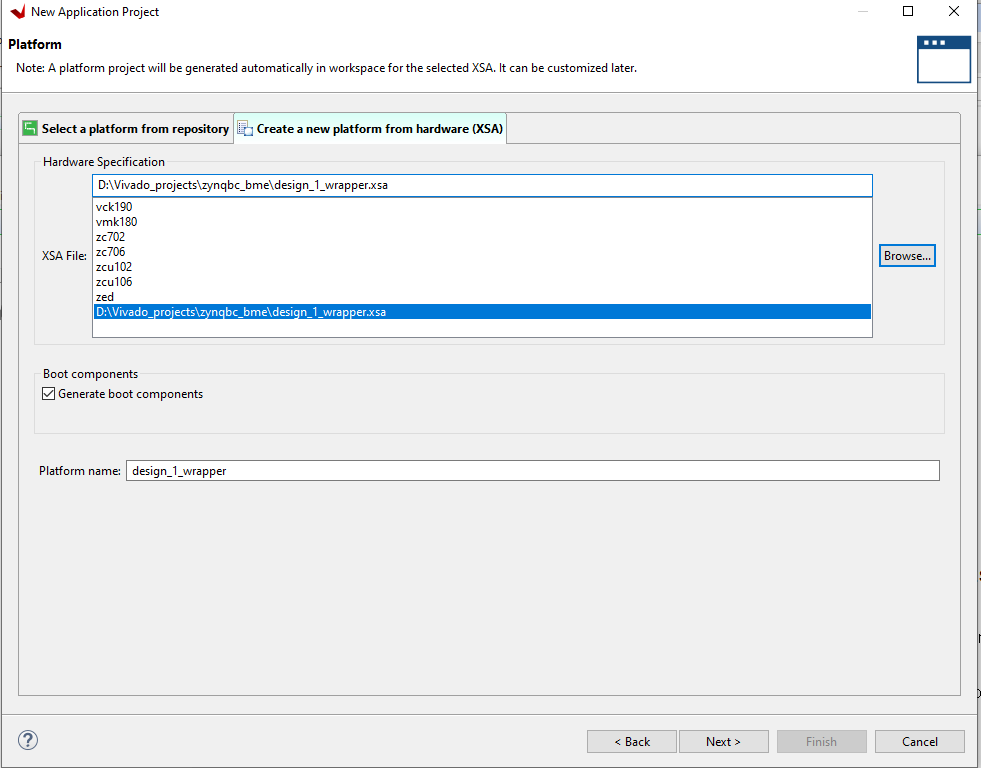 New Application Project
Platform
Note: A platform project will be generated automatically in workspace for the selected XSA. It can be customized later.
Select a platform from repository
Create a new platform from hardware (XSA)
Hardware Specification
D:\Vivado_projects\zynqbc_bme\design_1_wrapper.xsa
vck190
vmk180
zc702
zc706
XSA File:
Browse...
zcu102
zcu106
zed
D:\Vivado_projects\zynqbc_bme\design_1_wrapper.xsa
Boot components
Generate boot components
Platform name: design_1_wrapper
?
< Back
Next >
Finish
Cancel